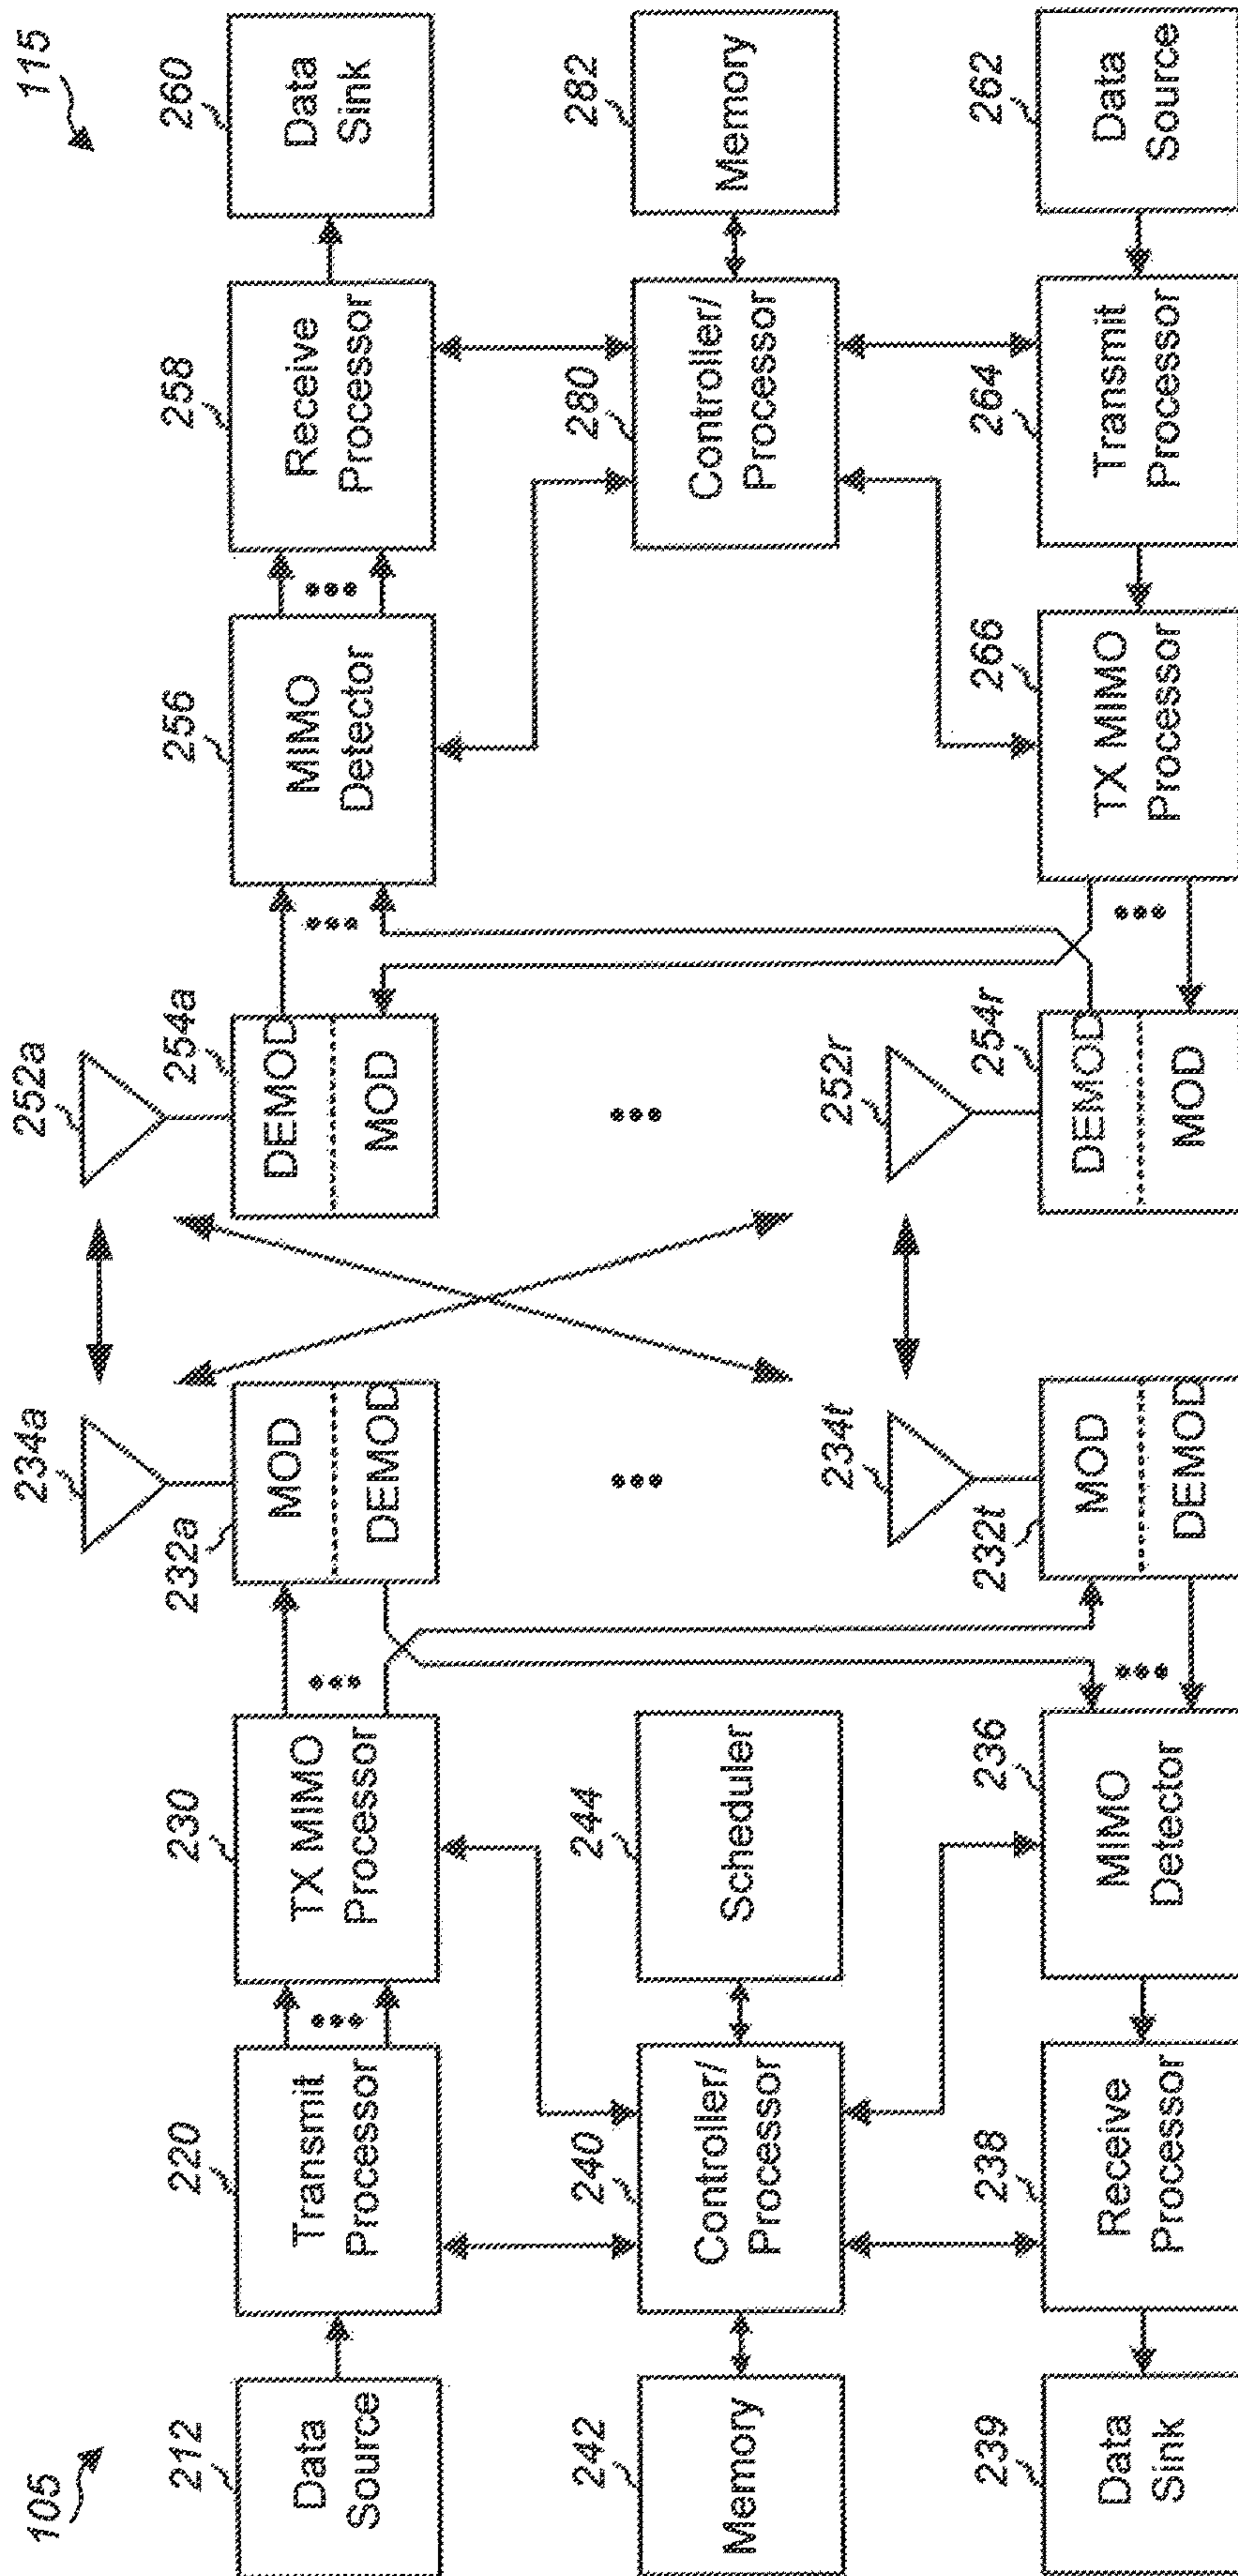 105
212
Data
Source
220
Transmit
Processor
230
TX MIMO
Processor
232a
MOD
DEMOD
234a
252a
254a
DEMOD
MOD
256
MIMO
Detector
258
Receive
Processor
260
Data
Sink
115
242
Memory
240
Controller/
Processor
244
Scheduler
280
Controller/
Processor
282
Memory
239
Data
Sink
238
Receive
Processor
236
MIMO
Detector
232t
MOD
DEMOD
234t
252r
254r
DEMOD
MOD
266
TX MIMO
Processor
264
Transmit
Processor
262
Data
Source